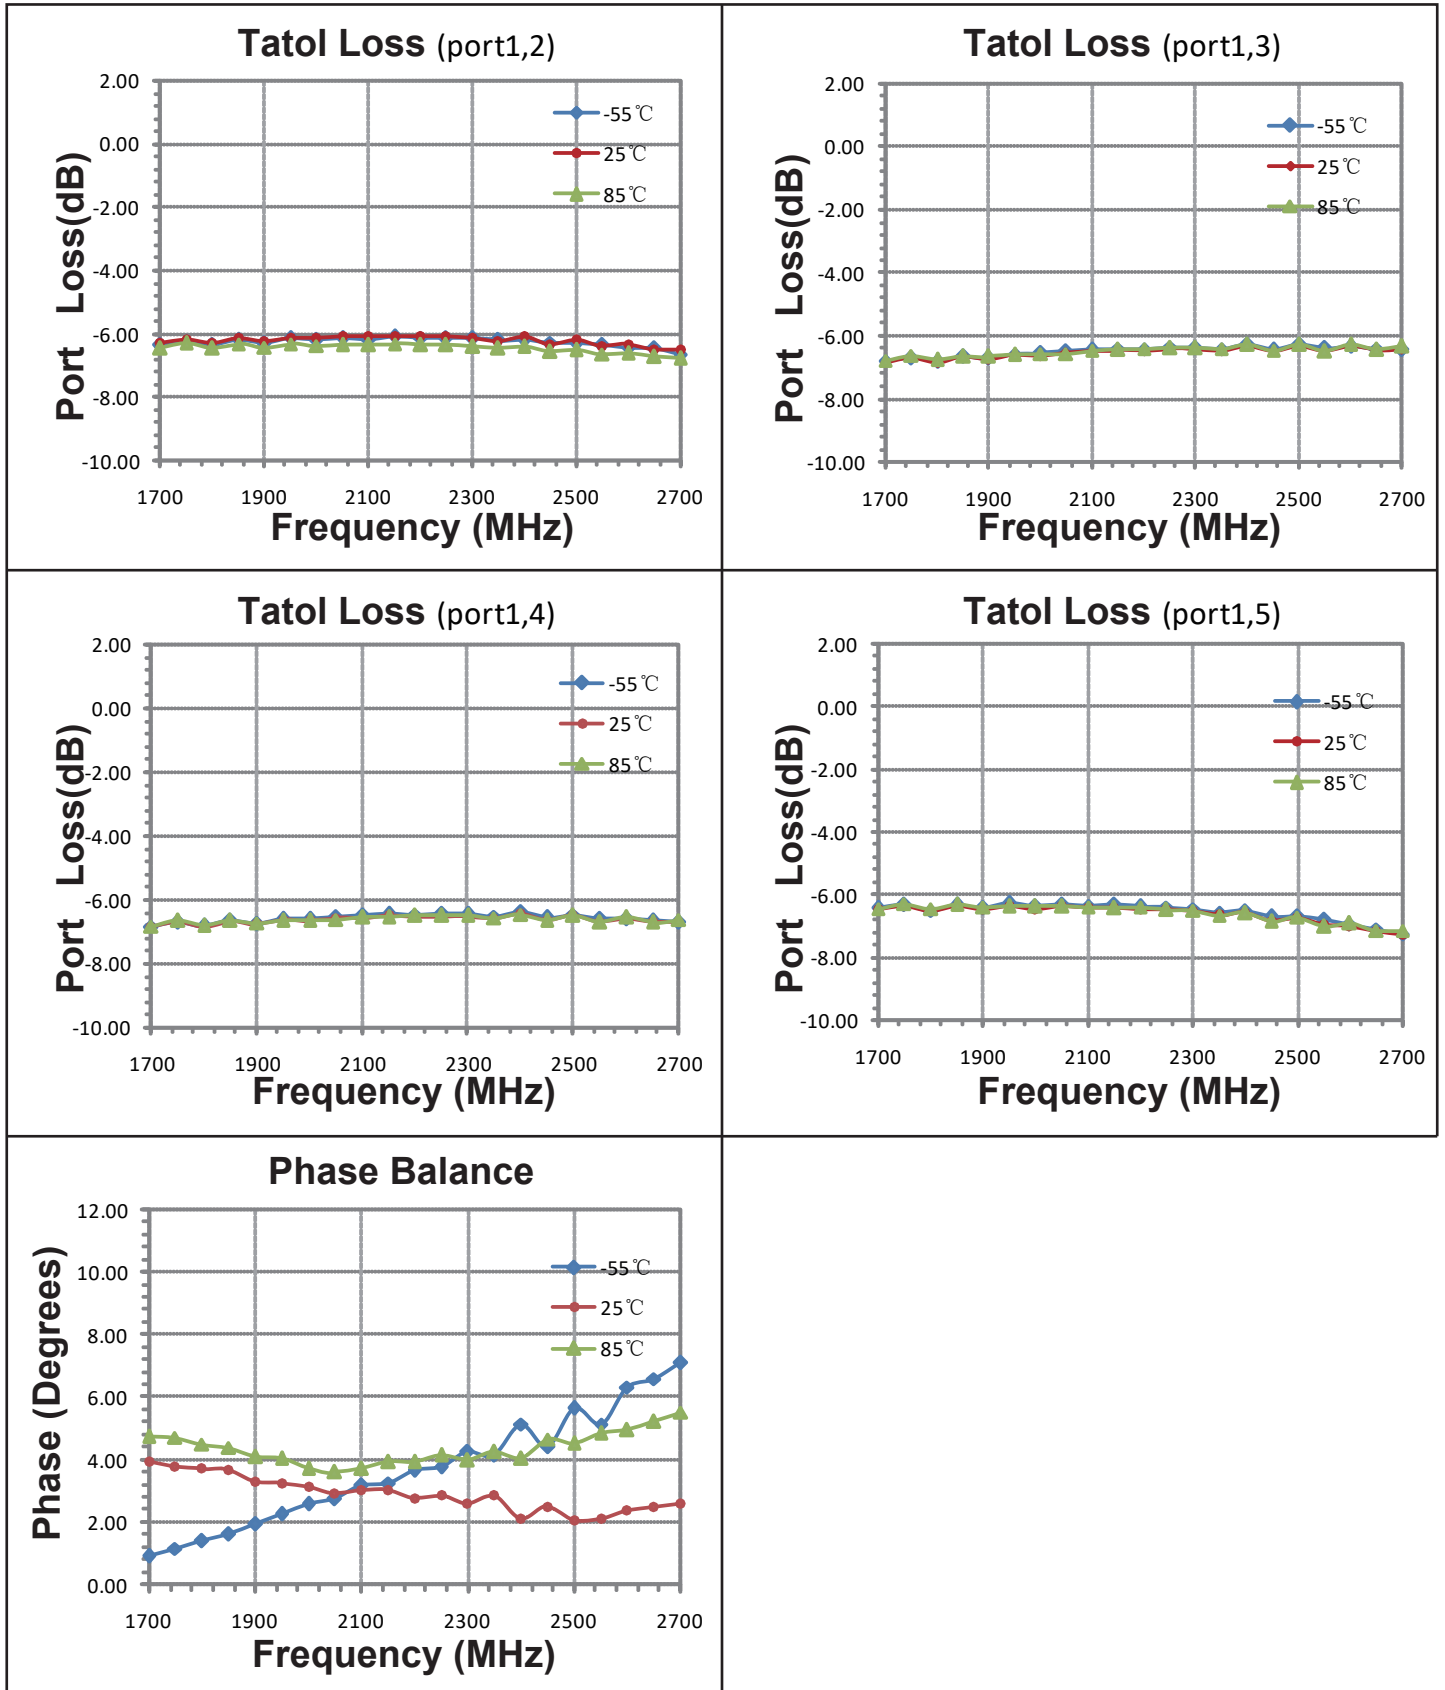 Tatol Loss (port1,2)
Port Loss(dB)
2.00
0.00
-2.00
-4.00
-6.00
-8.00
-10.00
-55℃
25℃
85℃
1700 1900 2100 2300 2500 2700
Frequency (MHz)
Tatol Loss (port1,3)
Port Loss(dB)
2.00
0.00
-2.00
-4.00
-6.00
-8.00
-10.00
-55℃
25℃
85℃
1700 1900 2100 2300 2500 2700
Frequency (MHz)
Tatol Loss (port1,4)
Port Loss(dB)
2.00
0.00
-2.00
-4.00
-6.00
-8.00
-10.00
-55℃
25℃
85℃
1700 1900 2100 2300 2500 2700
Frequency (MHz)
Tatol Loss (port1,5)
Port Loss(dB)
2.00
0.00
-2.00
-4.00
-6.00
-8.00
-10.00
-55℃
25℃
85℃
1700 1900 2100 2300 2500 2700
Frequency (MHz)
Phase Balance
Phase (Degrees)
12.00
10.00
8.00
6.00
4.00
2.00
0.00
-55℃
25℃
85℃
1700 1900 2100 2300 2500 2700
Frequency (MHz)